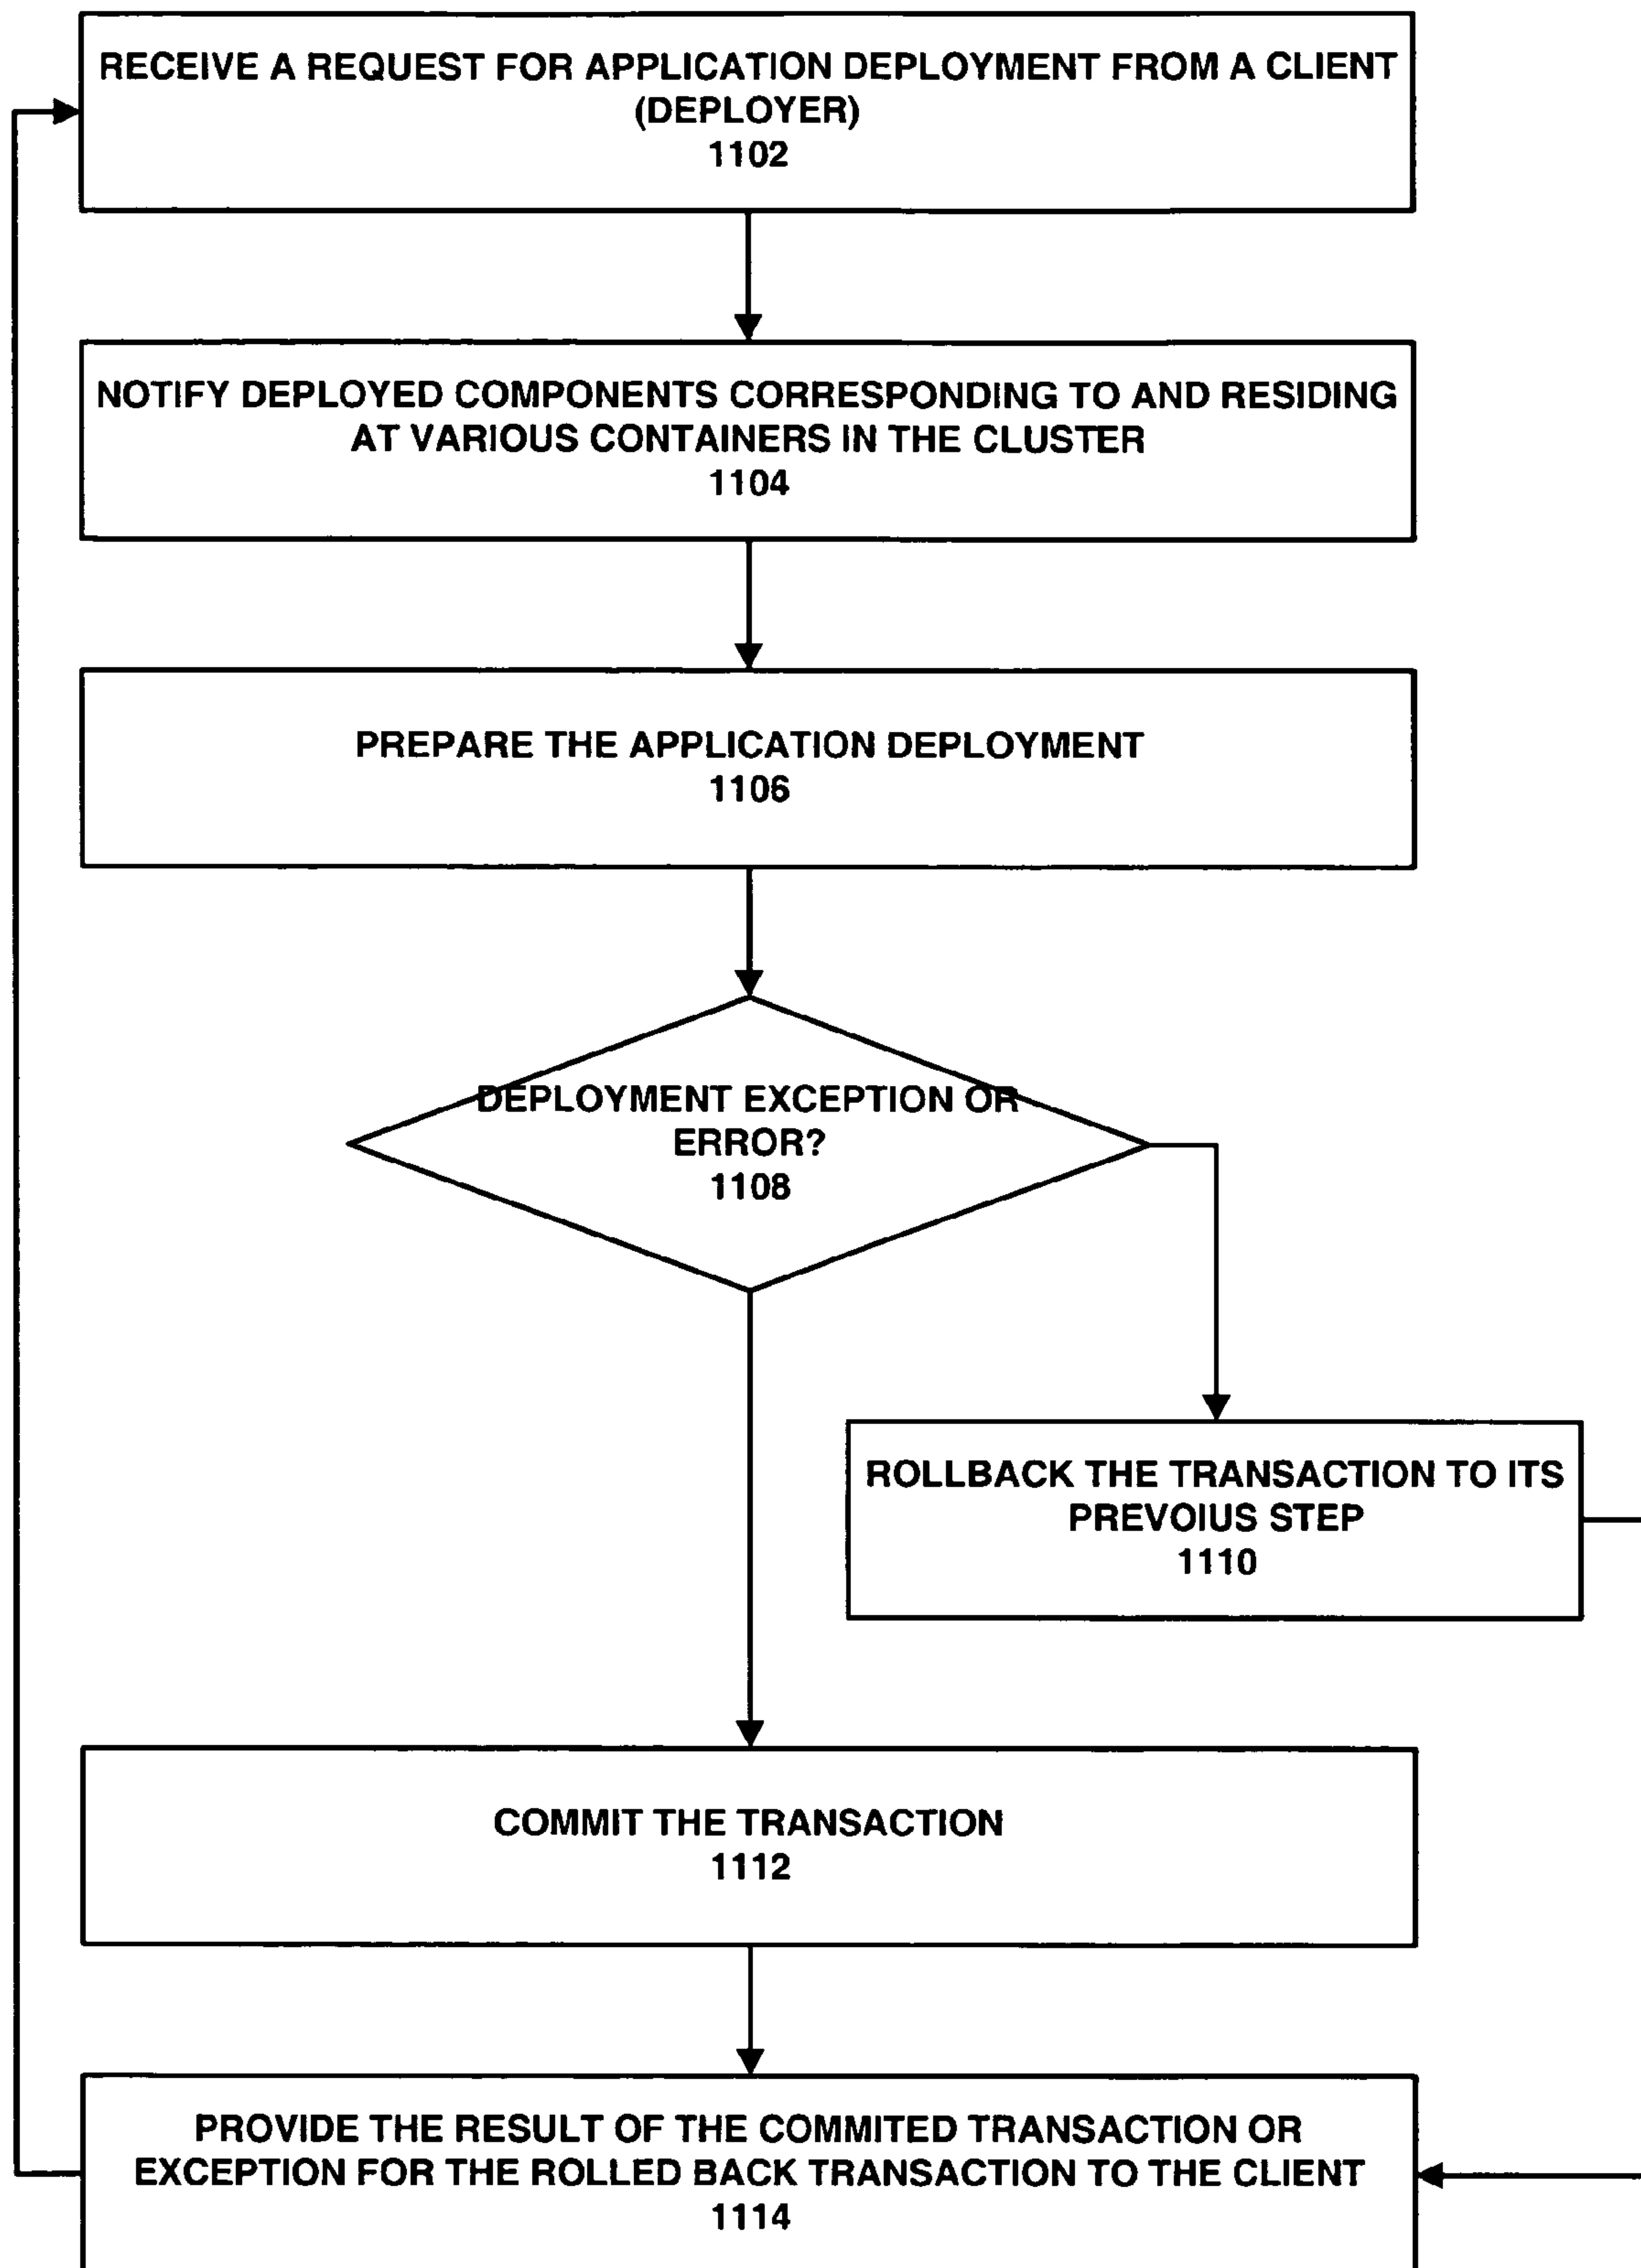 RECEIVE A REQUEST FOR APPLICATION DEPLOYMENT FROM A CLIENT
(DEPLOYER)
1102
NOTIFY DEPLOYED COMPONENTS CORRESPONDING TO AND RESIDING
AT VARIOUS CONTAINERS IN THE CLUSTER
1104
PREPARE THE APPLICATION DEPLOYMENT
1106
DEPLOYMENT EXCEPTION OR
ERROR?
1108
ROLLBACK THE TRANSACTION TO ITS
PREVOIUS STEP
1110
COMMIT THE TRANSACTION
1112
PROVIDE THE RESULT OF THE COMMITED TRANSACTION OR
EXCEPTION FOR THE ROLLED BACK TRANSACTION TO THE CLIENT
1114